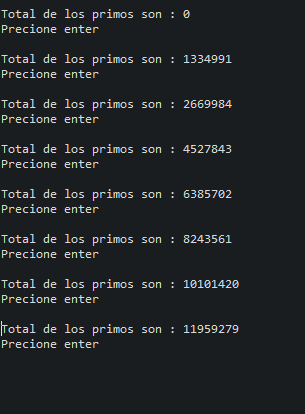 Total de los primos son : 0
Precione enter
Total de los primos son : 1334991
Precione enter
Total de los primos son : 2669984
Precione enter
Total de los primos son : 4527843
Precione enter
Total de los primos son : 6385702
Precione enter
Total de los primos son : 8243561
Precione enter
Total de los primos son : 10101420
Precione enter
Total de los primos son : 11959279
Precione enter